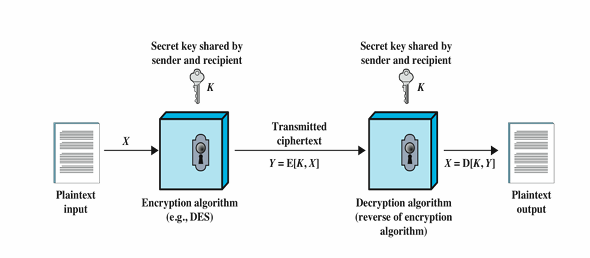 Secret key shared by
sender and recipient
K
Secret key shared by
sender and recipient
K
X
Transmitted
ciphertext
Y = E[K, X]
X = D[K, Y]
Plaintext
input
Encryption algorithm
(e.g., DES)
Decryption algorithm
(reverse of encryption
algorithm)
Plaintext
output